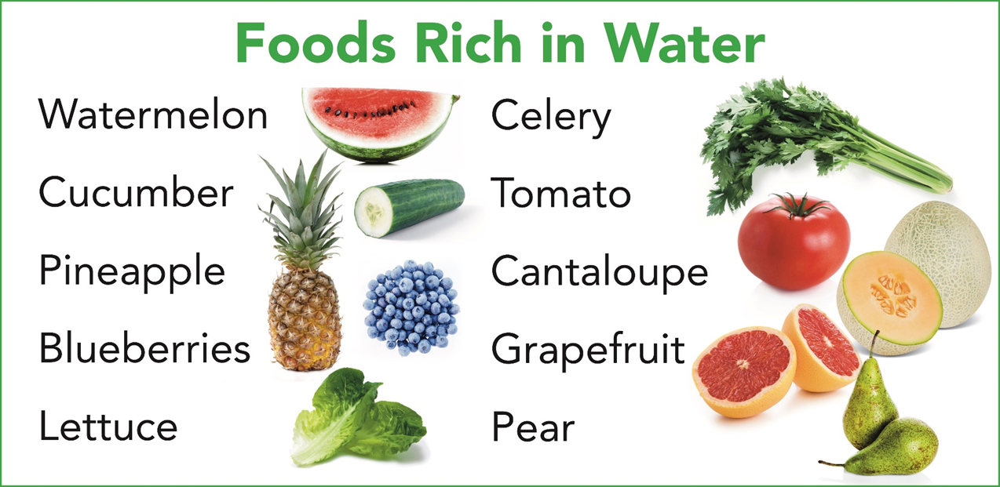 Foods Rich in Water
Watermelon
Cucumber
Pineapple
Blueberries
Lettuce
Celery
Tomato
Cantaloupe
Grapefruit
Pear